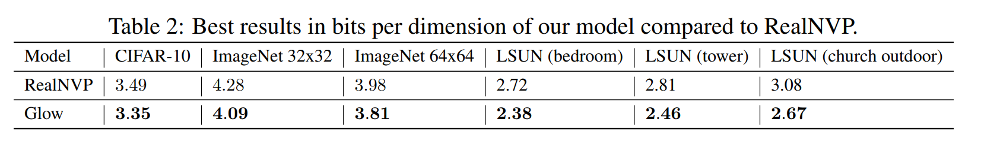 Table 2: Best results in bits per dimension of our model compared to RealNVP.
Model CIFAR-10 ImageNet 32x32 ImageNet 64x64 LSUN (bedroom) LSUN (tower) LSUN (church outdoor)
RealNVP 3.49 4.28 3.98 2.72 2.81 3.08
Glow 3.35 4.09 3.81 2.38 2.46 2.67